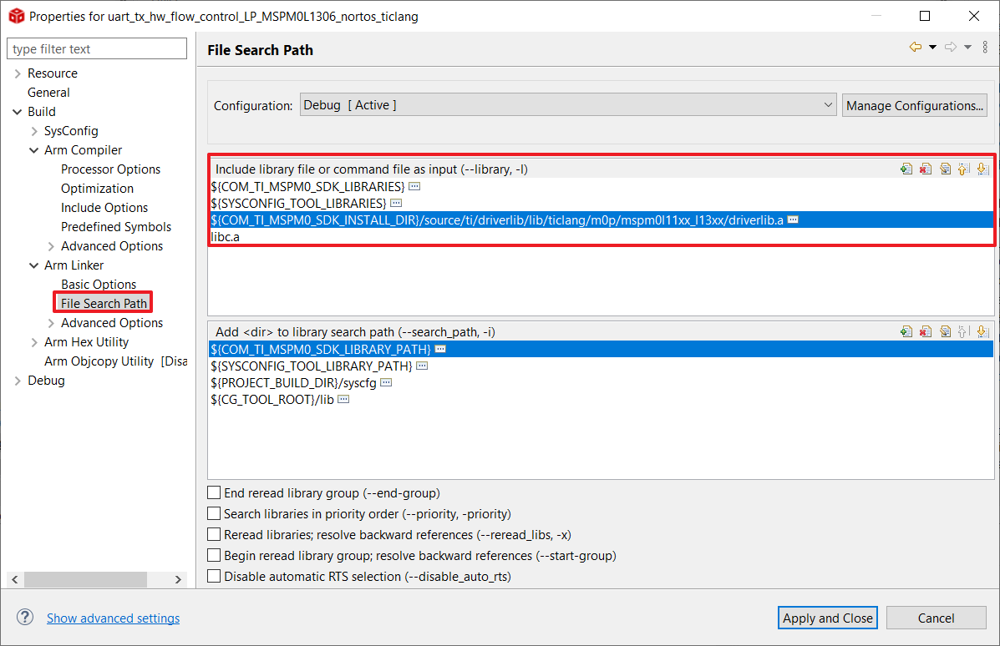 Properties for uart_tx_hw_flow_control_LP_MSPM0L1306_nortos_ticlang
type filter text
Resource
General
Build
SysConfig
Arm Compiler
Processor Options
Optimization
Include Options
Predefined Symbols
Advanced Options
Arm Linker
Basic Options
File Search Path
Advanced Options
Arm Hex Utility
Arm Objcopy Utility [Disa
Debug
File Search Path
Configuration: Debug [ Active ] Manage Configurations...
Include library file or command file as input (--library, -l)
${COM_TI_MSPM0_SDK_LIBRARIES}
${SYSCONFIG_TOOL_LIBRARIES}
${COM_TI_MSPM0_SDK_INSTALL_DIR}/source/ti/driverlib/lib/ticlang/m0p/mspm0l11xx_l13xx/driverlib.a
libc.a
Add <dir> to library search path (--search_path, -i)
${COM_TI_MSPM0_SDK_LIBRARY_PATH}
${SYSCONFIG_TOOL_LIBRARY_PATH}
${PROJECT_BUILD_DIR}/syscfg
${CG_TOOL_ROOT}/lib
End reread library group (--end-group)
Search libraries in priority order (--priority, -priority)
Reread libraries; resolve backward references (--reread_libs, -x)
Begin reread library group; resolve backward references (--start-group)
Disable automatic RTS selection (--disable_auto_rts)
Show advanced settings
Apply and Close
Cancel